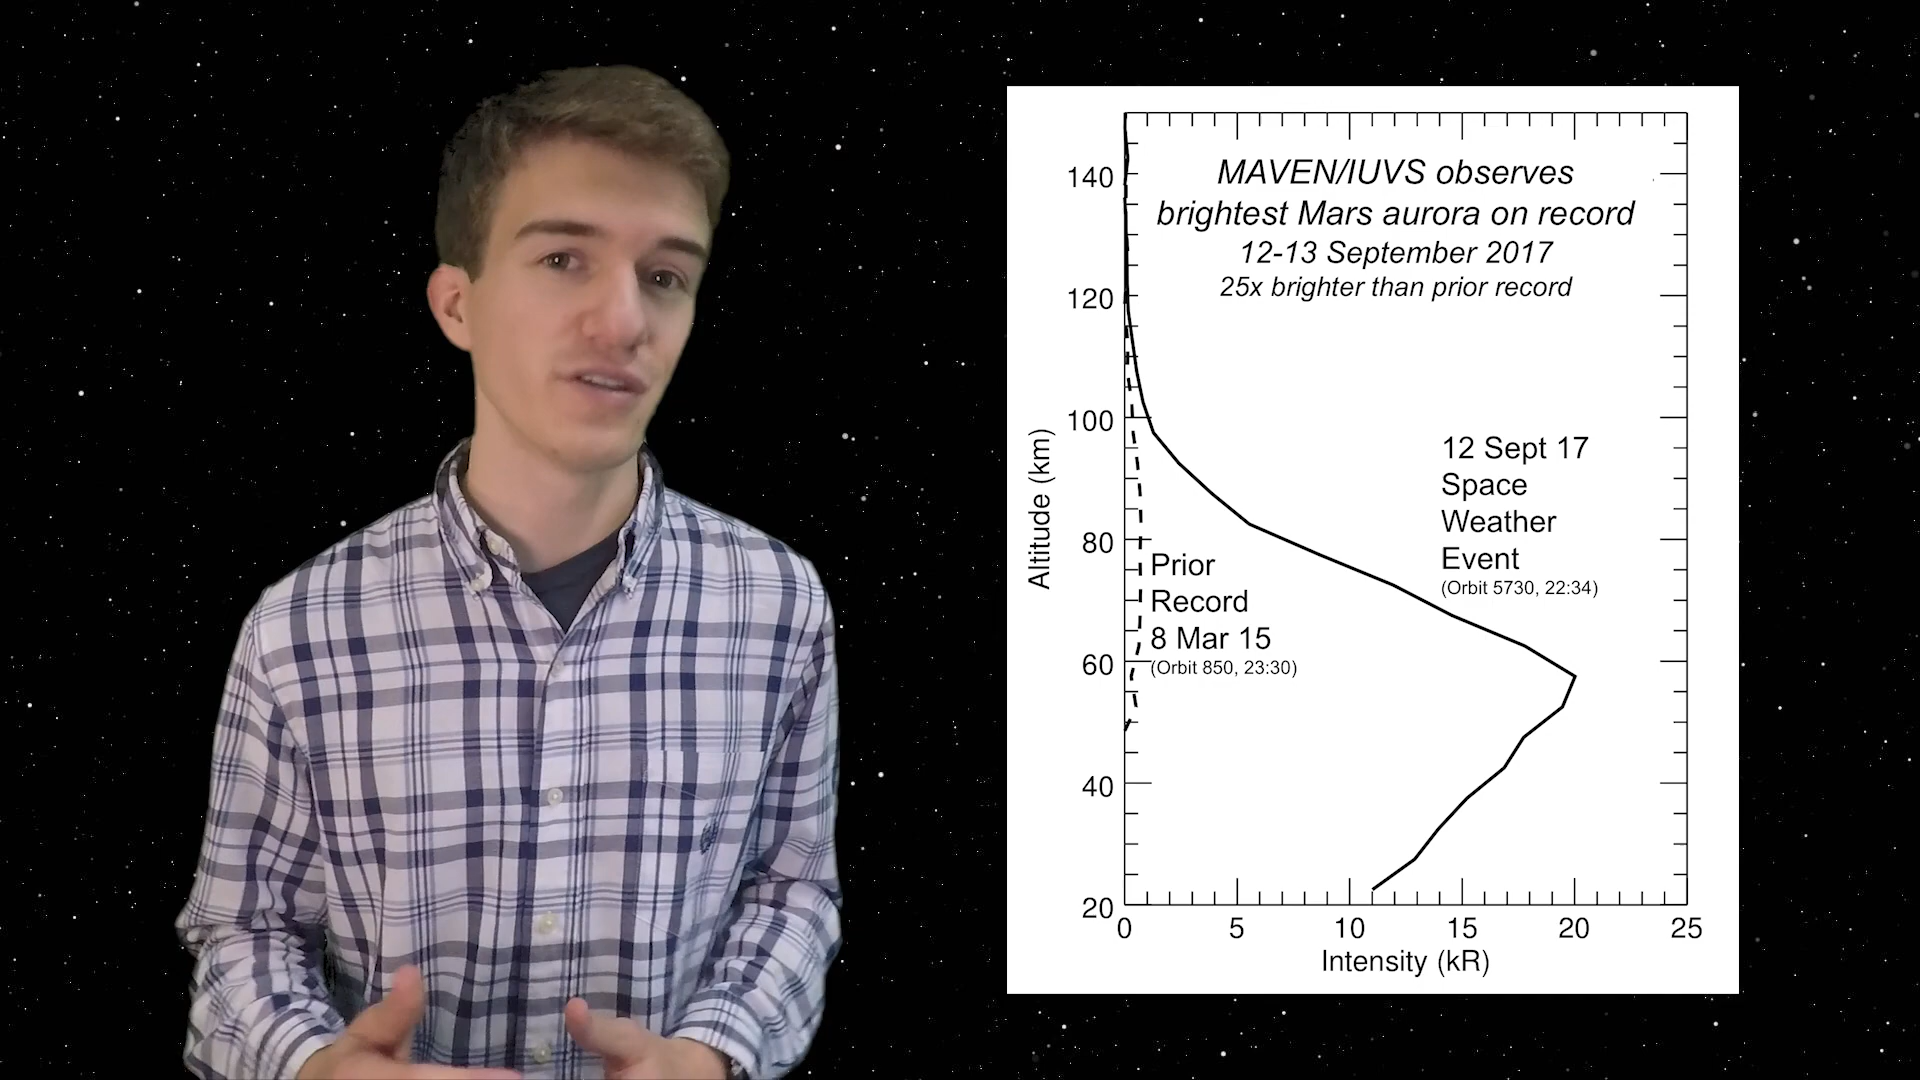 MAVEN/IUVS observes
brightest Mars aurora on record
12-13 September 2017
25x brighter than prior record
140
120
100
80
60
40
20
Altitude (km)
12 Sept 17
Space
Weather
Event
(Orbit 5730, 22:34)
Prior
Record
8 Mar 15
(Orbit 850, 23:30)
0 5 10 15 20 25
Intensity (kR)